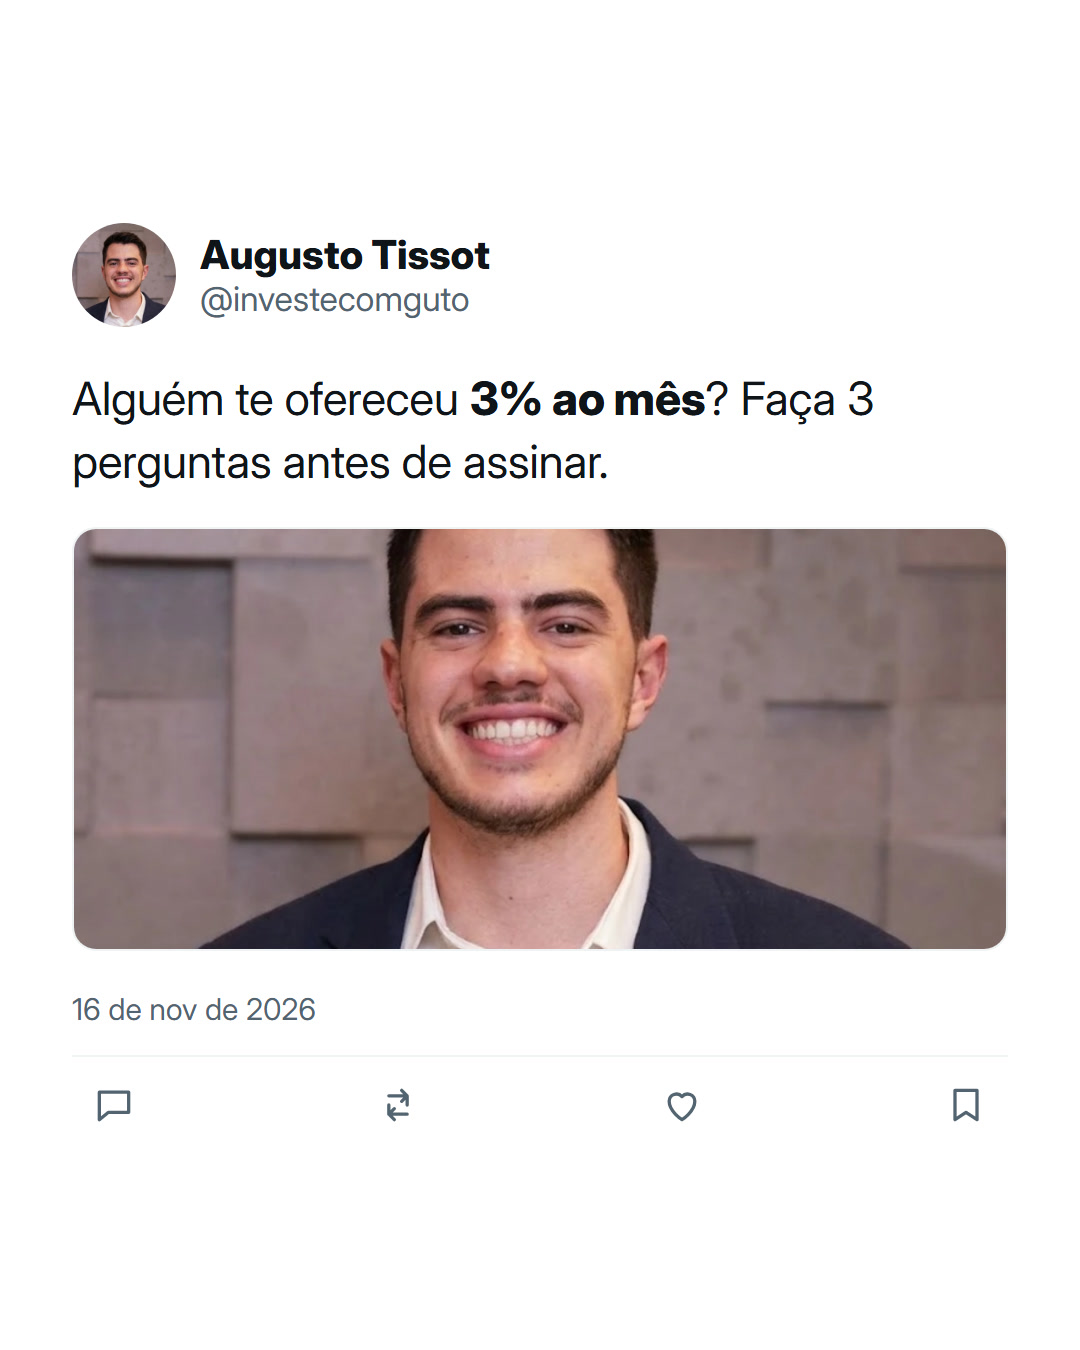 Augusto Tissot
@investecomguto
Alguém te ofereceu 3% ao mês? Faça 3
perguntas antes de assinar.
16 de nov de 2026